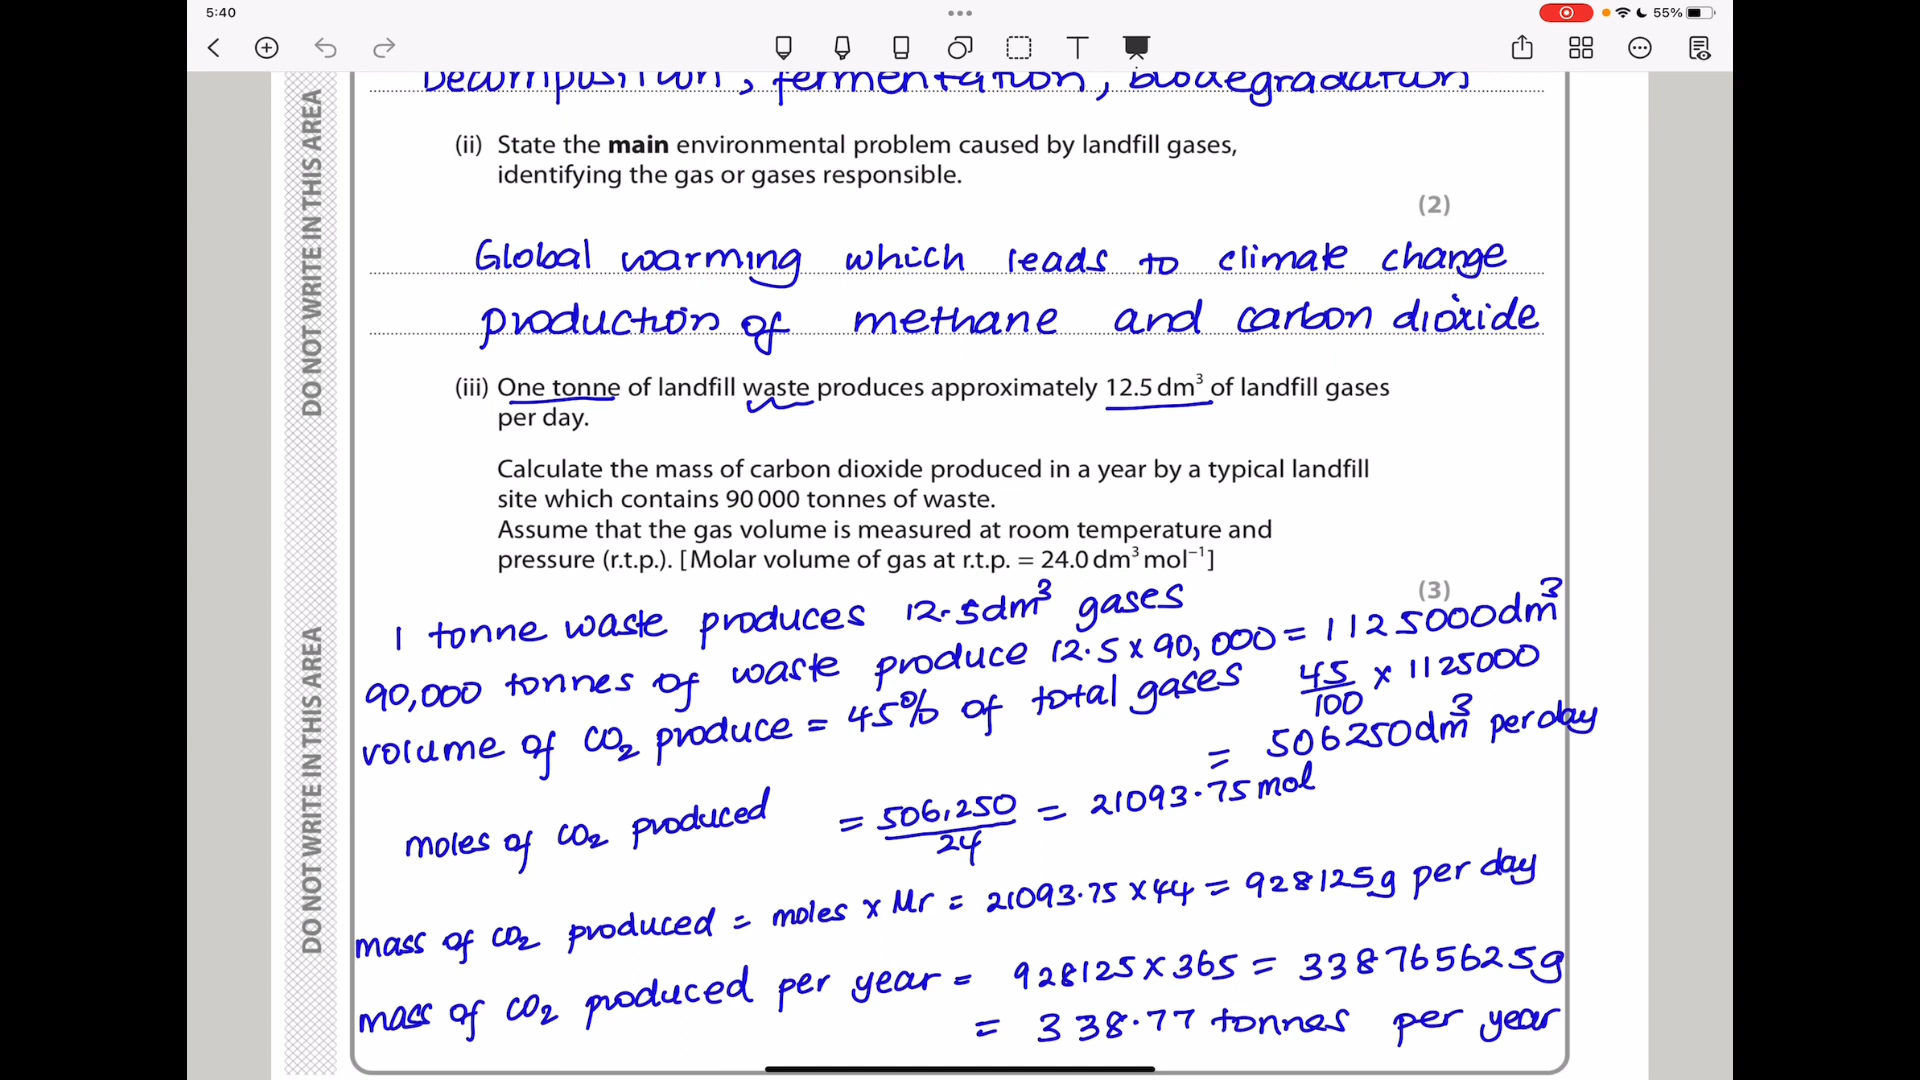 5:40
55%
Decomposition, fermentation, biodegradation
(ii) State the main environmental problem caused by landfill gases,
identifying the gas or gases responsible.
(2)
Global warming which leads to climate change
production of methane and carbon dioxide
(iii) One tonne of landfill waste produces approximately 12.5 dm³ of landfill gases
per day.
Calculate the mass of carbon dioxide produced in a year by a typical landfill
site which contains 90 000 tonnes of waste.
Assume that the gas volume is measured at room temperature and
pressure (r.t.p.). [Molar volume of gas at r.t.p. = 24.0 dm³ mol⁻¹]
(3)
1 tonne waste produces 12.5dm³ gases
90,000 tonnes of waste produce 12.5 x 90,000 = 1125000dm³
volume of CO₂ produce = 45% of total gases 45/100 x 1125000
= 506250dm³ per day
moles of CO₂ produced = 506,250/24 = 21093.75 mol
mass of CO₂ produced = moles x Mr = 21093.75 x 44 = 928125g per day
mass of CO₂ produced per year = 928125 x 365 = 338765625g
= 338.77 tonnes per year
DO NOT WRITE IN THIS AREA
DO NOT WRITE IN THIS AREA